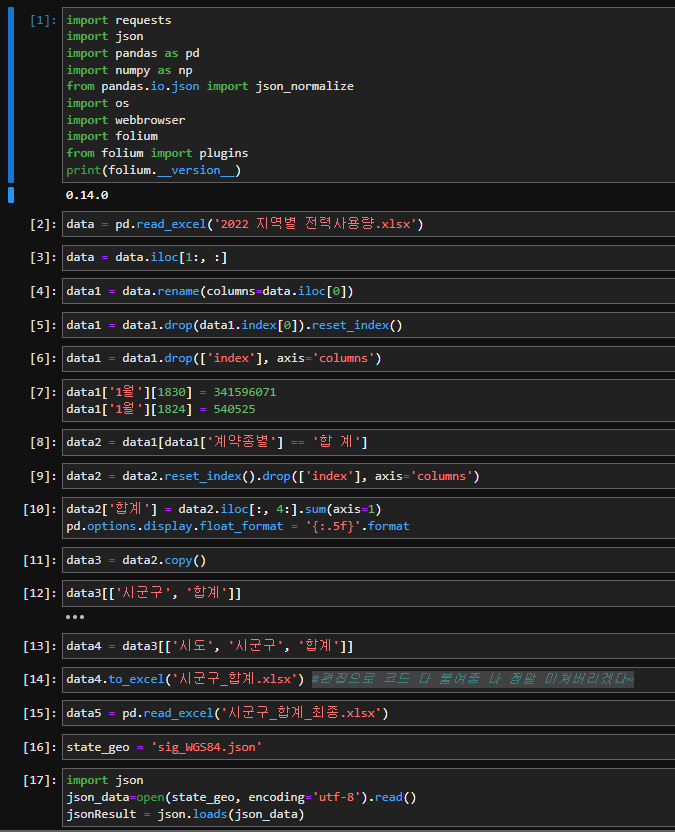 [1]: import requests
import json
import pandas as pd
import numpy as np
from pandas.io.json import json_normalize
import os
import webbrowser
import folium
from folium import plugins
print(folium.__version__)
0.14.0
[2]: data = pd.read_excel('2022 지역별 전력사용량.xlsx')
[3]: data = data.iloc[1:, :]
[4]: data1 = data.rename(columns=data.iloc[0])
[5]: data1 = data1.drop(data1.index[0]).reset_index()
[6]: data1 = data1.drop(['index'], axis='columns')
[7]: data1['1월'][1830] = 341596071
data1['1월'][1824] = 540525
[8]: data2 = data1[data1['계약종별'] == '합 계']
[9]: data2 = data2.reset_index().drop(['index'], axis='columns')
[10]: data2['합계'] = data2.iloc[:, 4:].sum(axis=1)
pd.options.display.float_format = '{:.5f}'.format
[11]: data3 = data2.copy()
[12]: data3[['시군구', '합계']]
•••
[13]: data4 = data3[['시도', '시군구', '합계']]
[14]: data4.to_excel('시군구_합계.xlsx') #편집으로 코드 다 붙여줌 나 정말 미쳐버리겠다~
[15]: data5 = pd.read_excel('시군구_합계_최종.xlsx')
[16]: state_geo = 'sig_WGS84.json'
[17]: import json
json_data=open(state_geo, encoding='utf-8').read()
jsonResult = json.loads(json_data)